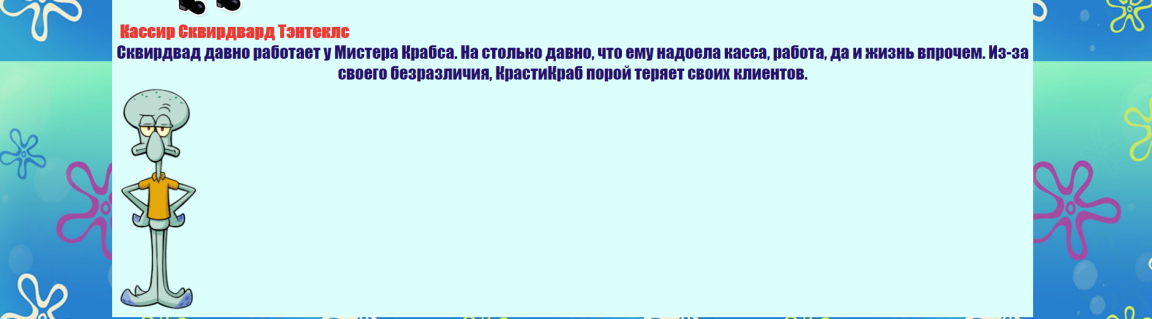 Кассир Сквирдвард Тэнтеклс
Сквирдвад давно работает у Мистера Крабса. На столько давно, что ему надоела касса, работа, да и жизнь впрочем. Из-за
своего безразличия, КрастиКраб порой теряет своих клиентов.